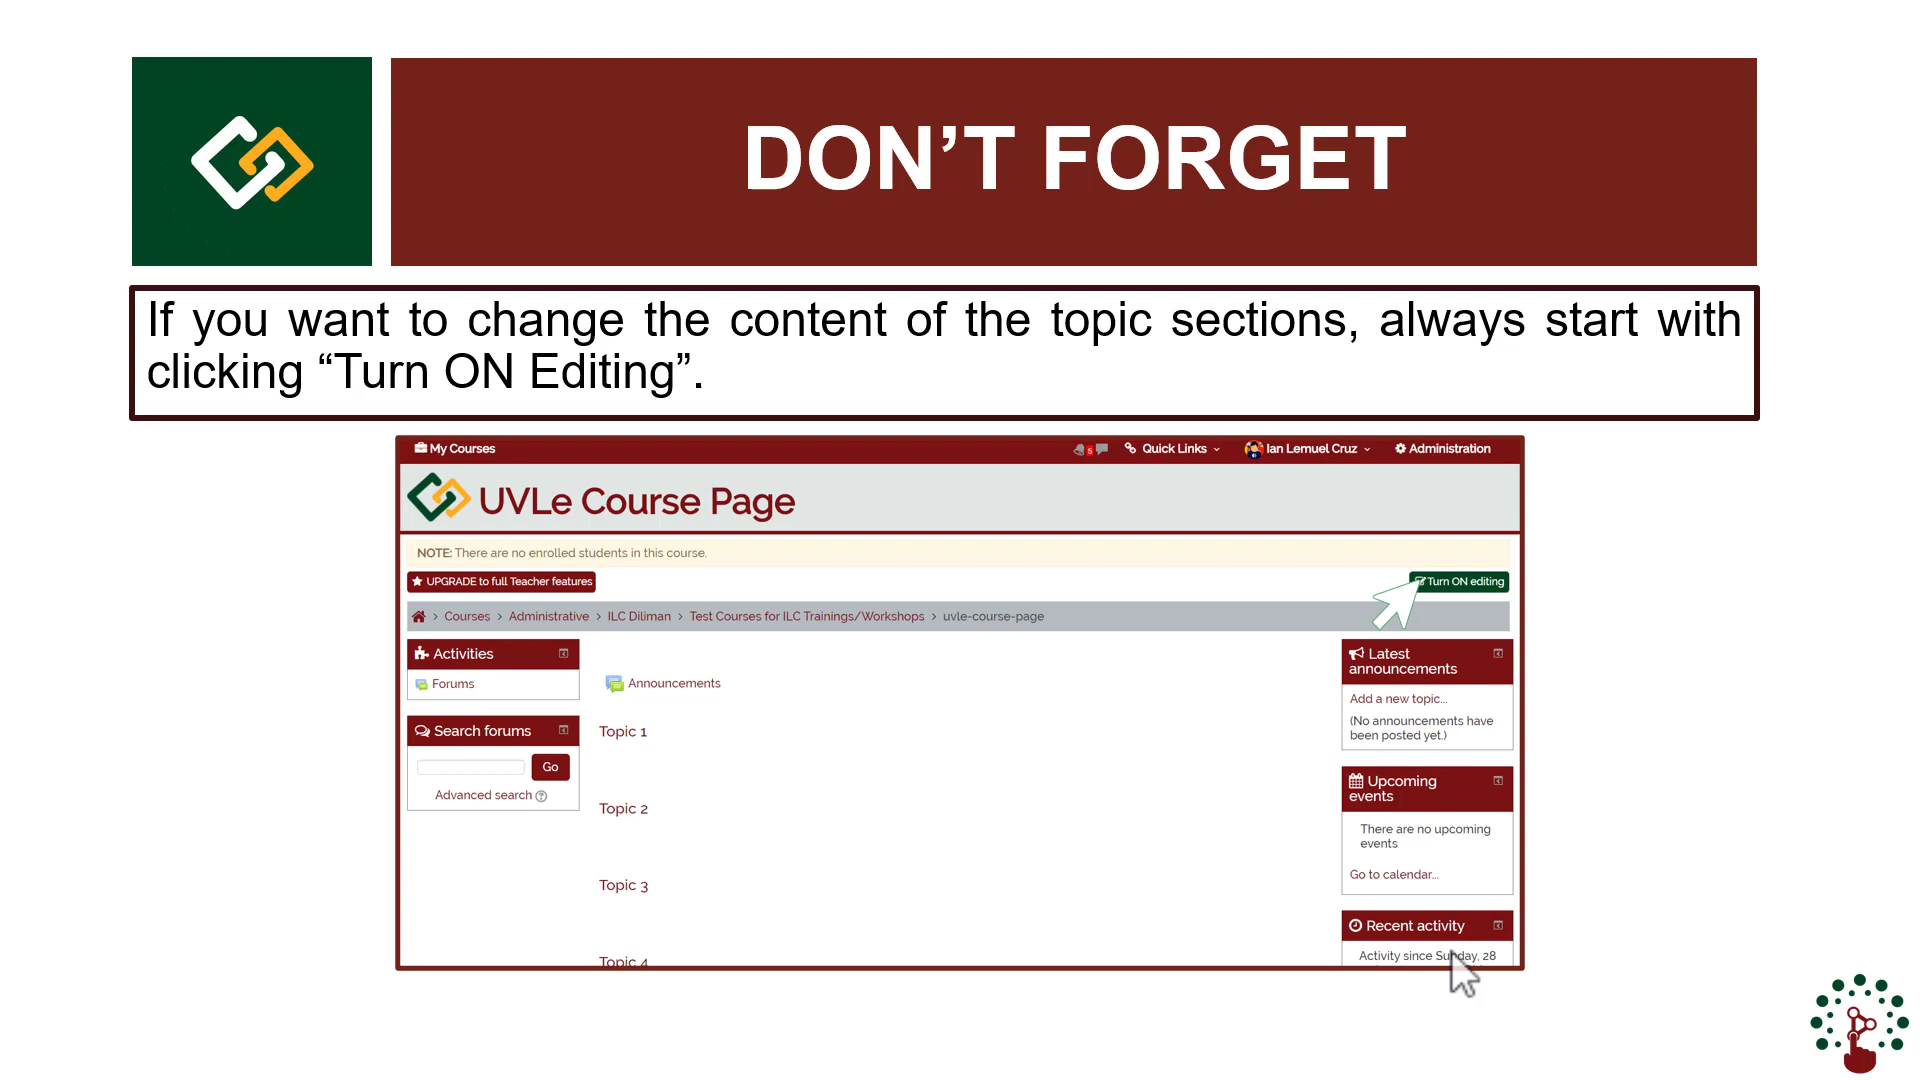 DON’T FORGET
If you want to change the content of the topic sections, always start with
clicking “Turn ON Editing”.
My Courses
5
Quick Links
Ian Lemuel Cruz
Administration
UVLe Course Page
NOTE: There are no enrolled students in this course.
UPGRADE to full Teacher features
Turn ON editing
Courses > Administrative > ILC Diliman > Test Courses for ILC Trainings/Workshops > uvle-course-page
Activities
Forums
Search forums
Go
Advanced search
Announcements
Topic 1
Topic 2
Topic 3
Topic 4
Latest
announcements
Add a new topic...
(No announcements have
been posted yet.)
Upcoming
events
There are no upcoming
events
Go to calendar...
Recent activity
Activity since Sunday, 28